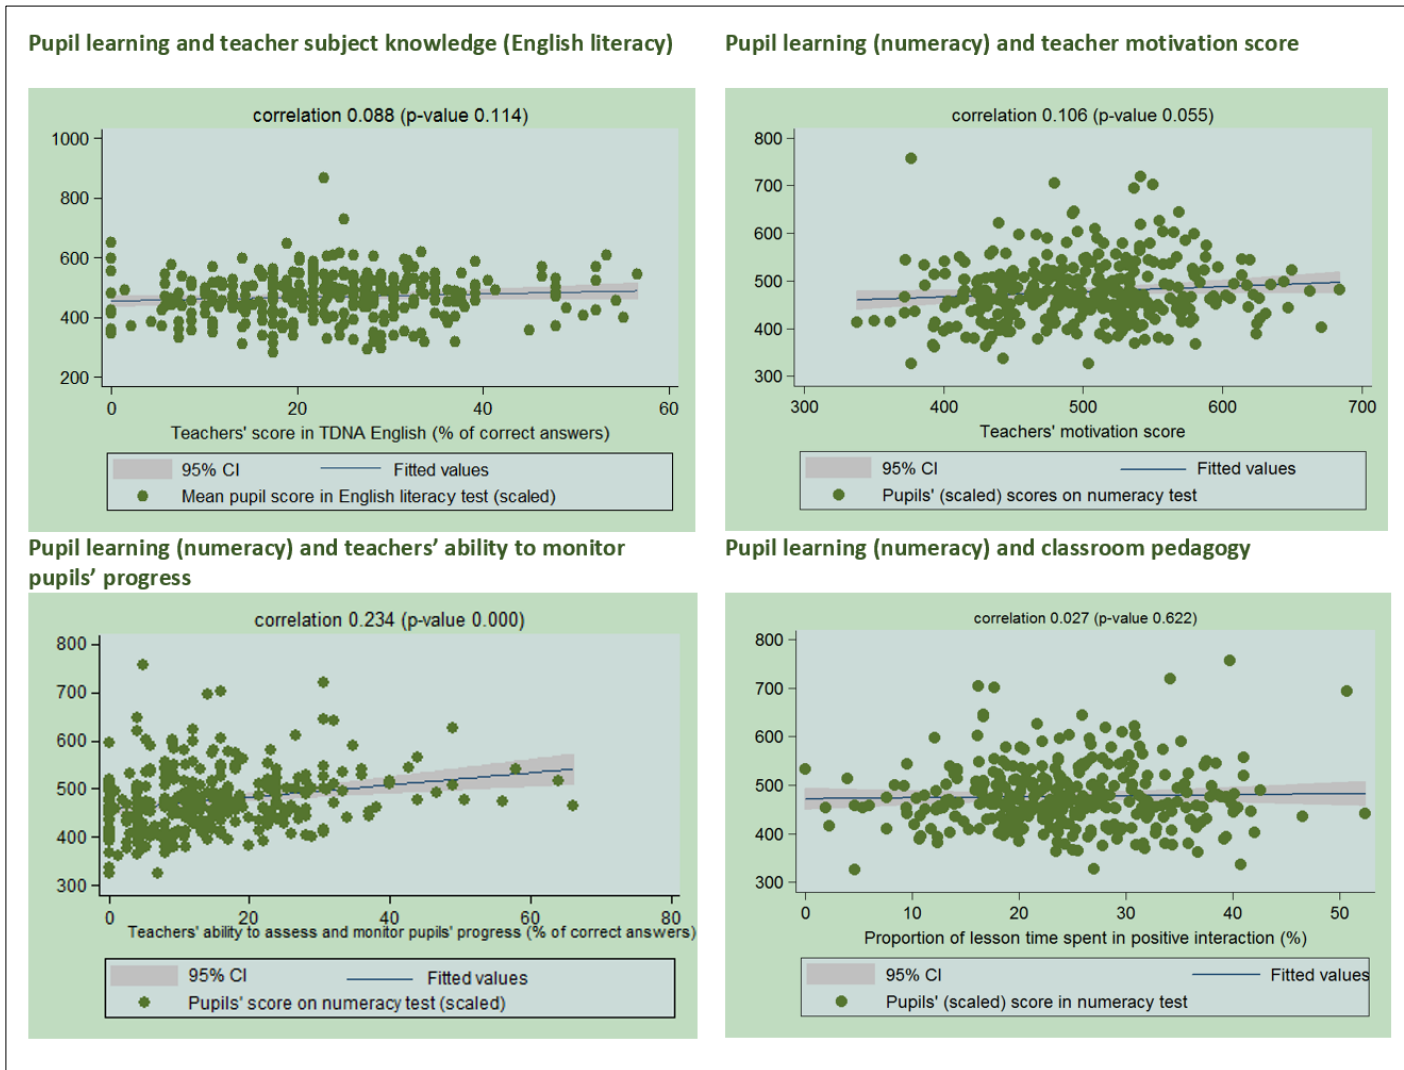 Pupil learning and teacher subject knowledge (English literacy)
correlation 0.088 (p-value 0.114)
1000
800
600
400
200
0
20
40
60
Teachers' score in TDNA English (% of correct answers)
95% CI
Fitted values
Mean pupil score in English literacy test (scaled)
Pupil learning (numeracy) and teacher motivation score
correlation 0.106 (p-value 0.055)
800
700
600
500
400
300
300
400
500
600
700
Teachers' motivation score
95% CI
Fitted values
Pupils' (scaled) scores on numeracy test
Pupil learning (numeracy) and teachers’ ability to monitor
pupils’ progress
correlation 0.234 (p-value 0.000)
800
700
600
500
400
300
0
20
40
60
80
Teachers' ability to assess and monitor pupils' progress (% of correct answers)
95% CI
Fitted values
Pupils' score on numeracy test (scaled)
Pupil learning (numeracy) and classroom pedagogy
correlation 0.027 (p-value 0.622)
800
700
600
500
400
300
0
10
20
30
40
50
Proportion of lesson time spent in positive interaction (%)
95% CI
Fitted values
Pupils' (scaled) score in numeracy test